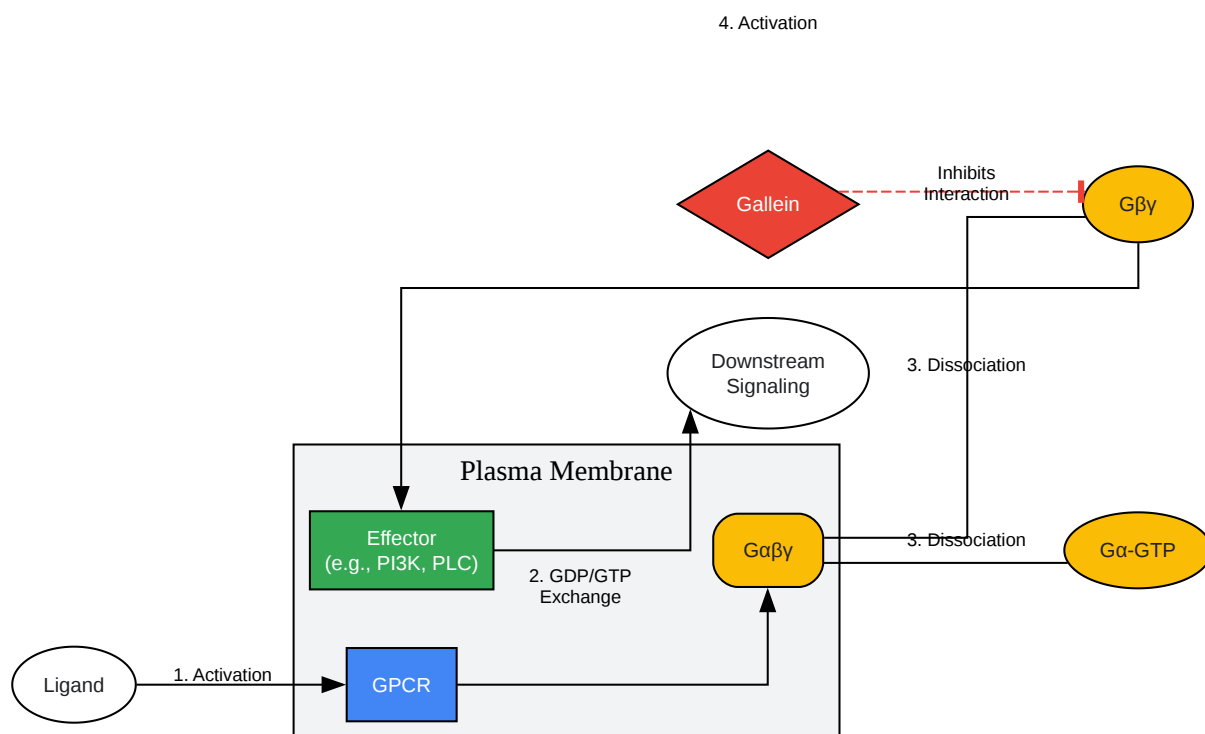 4. Activation
Inhibits
Interaction
Gallein
Gβγ
Downstream
Signaling
3. Dissociation
Plasma Membrane
Effector
(e.g., PI3K, PLC)
Gαβγ
3. Dissociation
Gα-GTP
2. GDP/GTP
Exchange
Ligand
1. Activation
GPCR